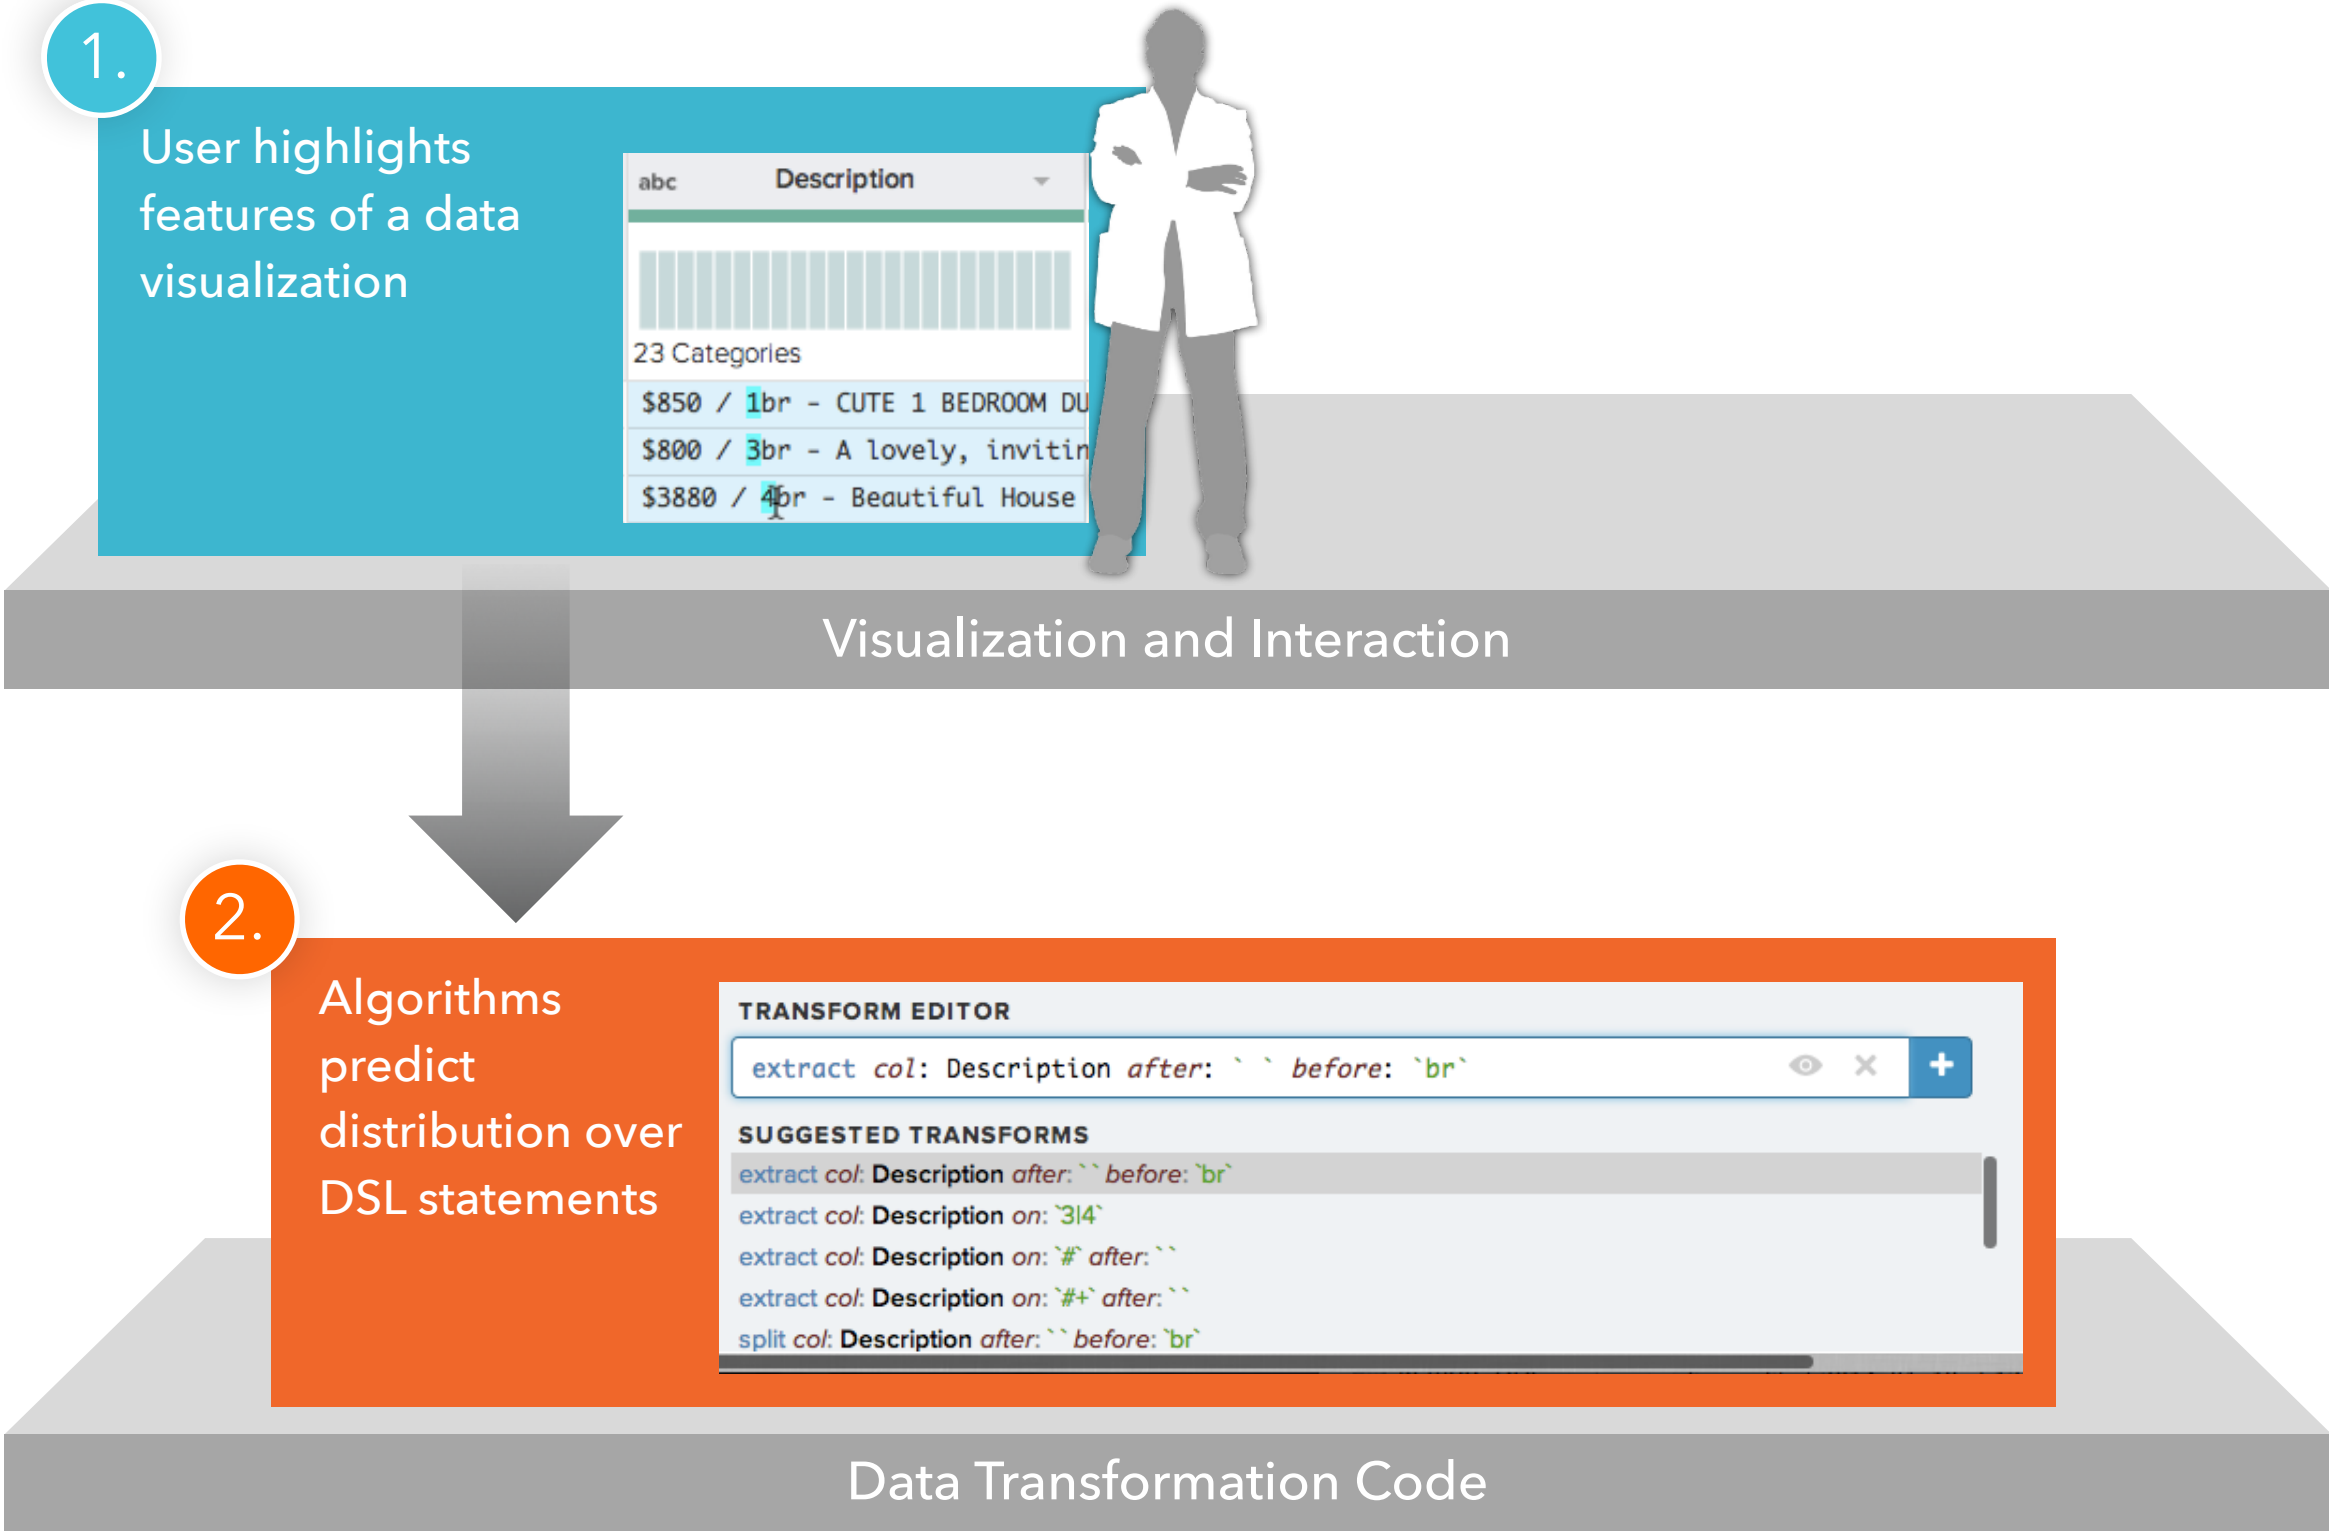 1.
User highlights
features of a data
visualization
abc Description
23 Categories
$850 / 1br - CUTE 1 BEDROOM DU
$800 / 3br - A lovely, invitin
$3880 / 4br - Beautiful House
Visualization and Interaction
2.
Algorithms
predict
distribution over
DSL statements
TRANSFORM EDITOR
extract col: Description after: ` ` before: `br`
SUGGESTED TRANSFORMS
extract col: Description after: ` ` before: `br`
extract col: Description on: `3|4`
extract col: Description on: `#` after: ` `
extract col: Description on: `#+` after: ` `
split col: Description after: ` ` before: `br`
Data Transformation Code